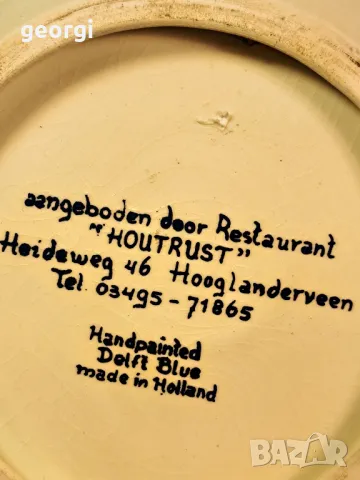 georgi
aangeboden door Restaurant
"HOUTRUST"
Heideweg 46 Hooglanderveen
Tel. 03495-71865
Handpainted
Delft Blue
made in Holland
BAZAR